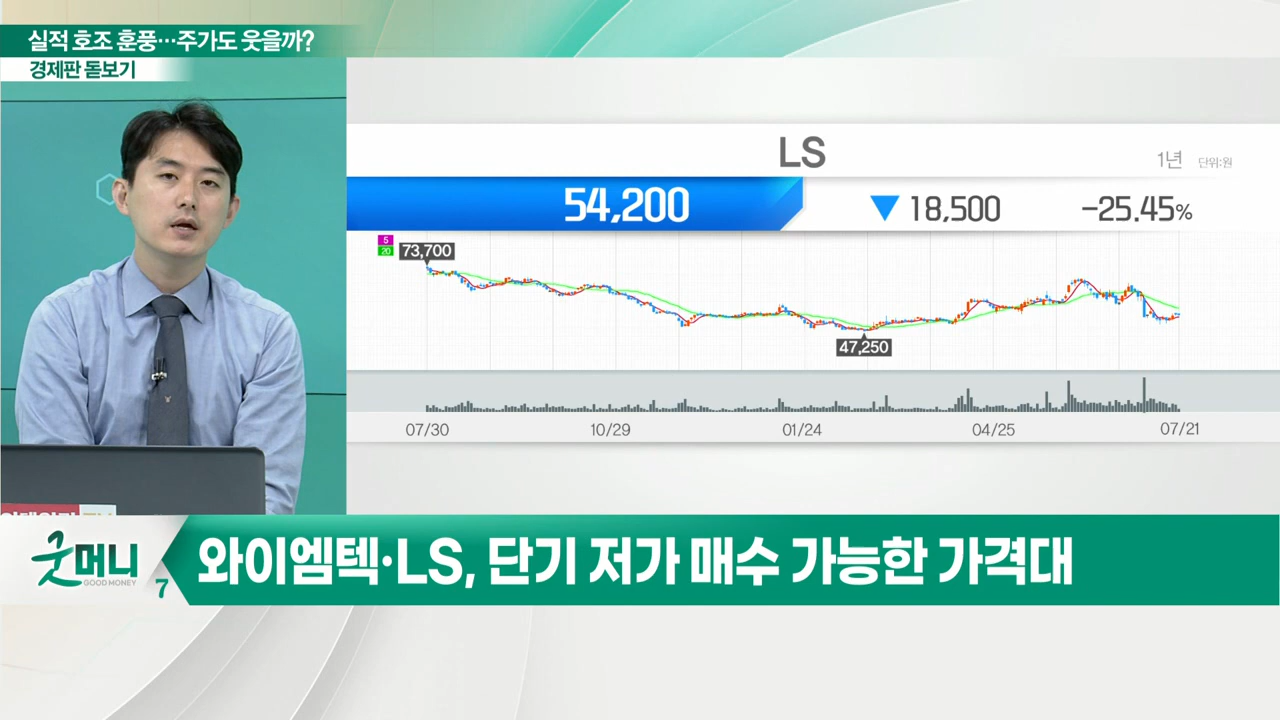 실적 호조 훈풍…주가도 웃을까?
경제판 돋보기
LS
1년 단위:원
54,200 ▼ 18,500 -25.45%
5
20
73,700
47,250
07/30 10/29 01/24 04/25 07/21
굿머니
GOOD MONEY
7
와이엠텍·LS, 단기 저가 매수 가능한 가격대